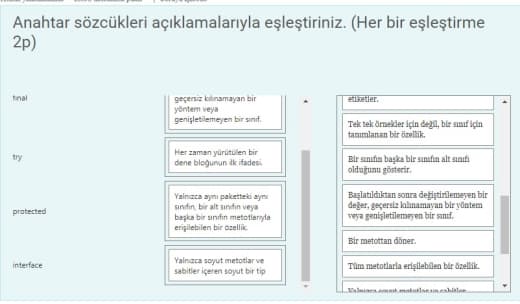 Anahtar sözcükleri açıklamalarıyla eşleştiriniz. (Her bir eşleştirme
2p)
final
geçersiz kılınamayan bir
yöntem veya
genişletilemeyen bir sınıf.
try
Her zaman yürütülen bir
dene bloğunun ilk ifadesi.
protected
Yalnızca aynı paketteki aynı
sınıfın, bir alt sınıfın veya
başka bir sınıfın metotlarıyla
erişilebilen bir özellik.
interface
Yalnızca soyut metotlar ve
sabitler içeren soyut bir tip
etiketler.
Tek tek örnekler için değil, bir sınıf için
tanımlanan bir özellik.
Bir sınıfın başka bir sınıfın alt sınıfı
olduğunu gösterir.
Başlatıldıktan sonra değiştirilemeyen bir
değer, geçersiz kılınamayan bir yöntem
veya genişletilemeyen bir sınıf.
Bir metottan döner.
Tüm metotlarla erişilebilen bir özellik.
Yalnızca soyut metotlar ve sabitler